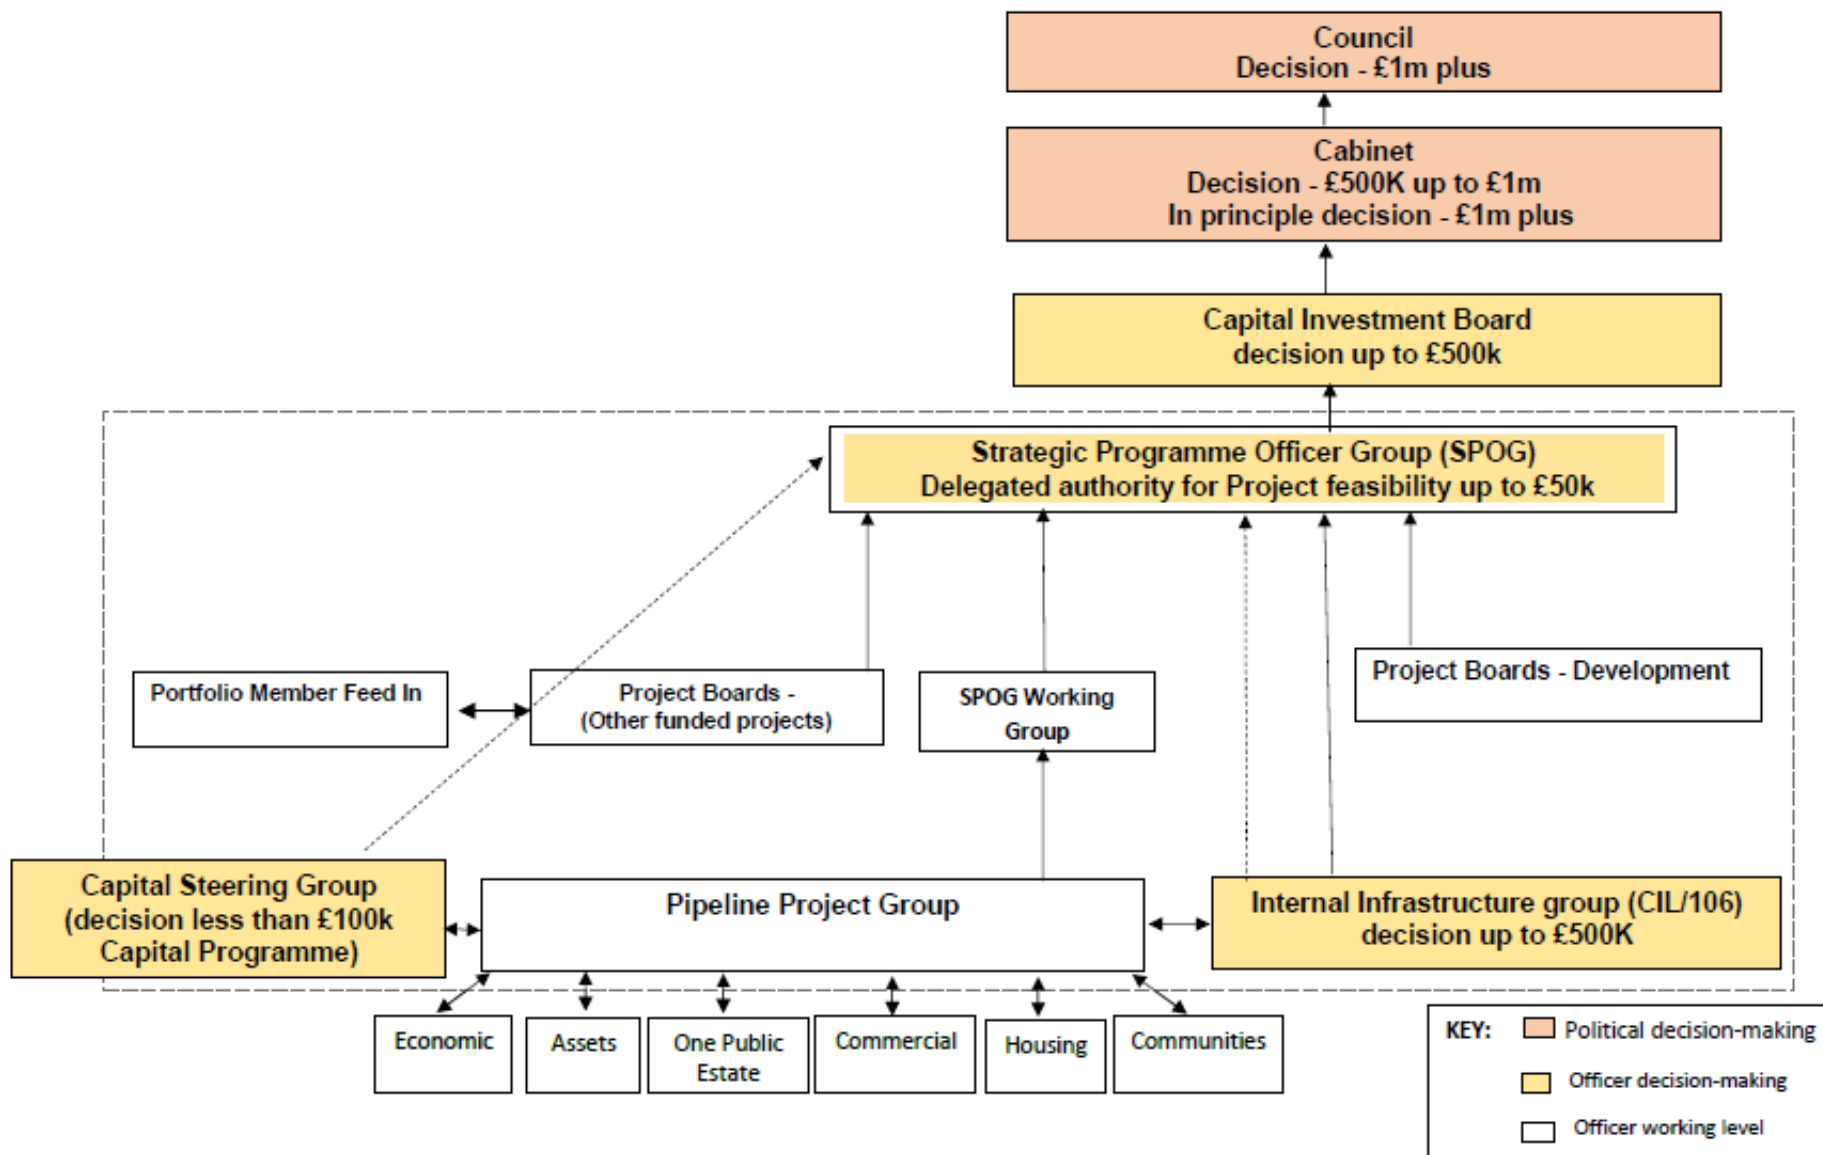 Council
Decision - £1m plus
Cabinet
Decision - £500K up to £1m
In principle decision - £1m plus
Capital Investment Board
decision up to £500k
Strategic Programme Officer Group (SPOG)
Delegated authority for Project feasibility up to £50k
Portfolio Member Feed In
Project Boards -
(Other funded projects)
SPOG Working
Group
Project Boards - Development
Capital Steering Group
(decision less than £100k
Capital Programme)
Pipeline Project Group
Internal Infrastructure group (CIL/106)
decision up to £500K
Economic
Assets
One Public
Estate
Commercial
Housing
Communities
KEY: Political decision-making
Officer decision-making
Officer working level